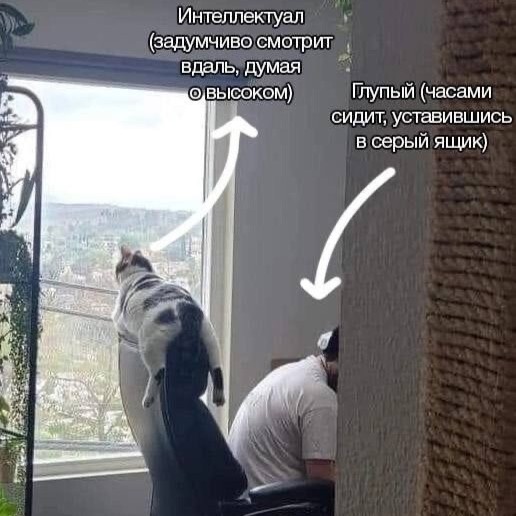 Интеллектуал
(задумчиво смотрит
вдаль, думая
о высоком)
Глупый (часами
сидит, уставившись
в серый ящик)